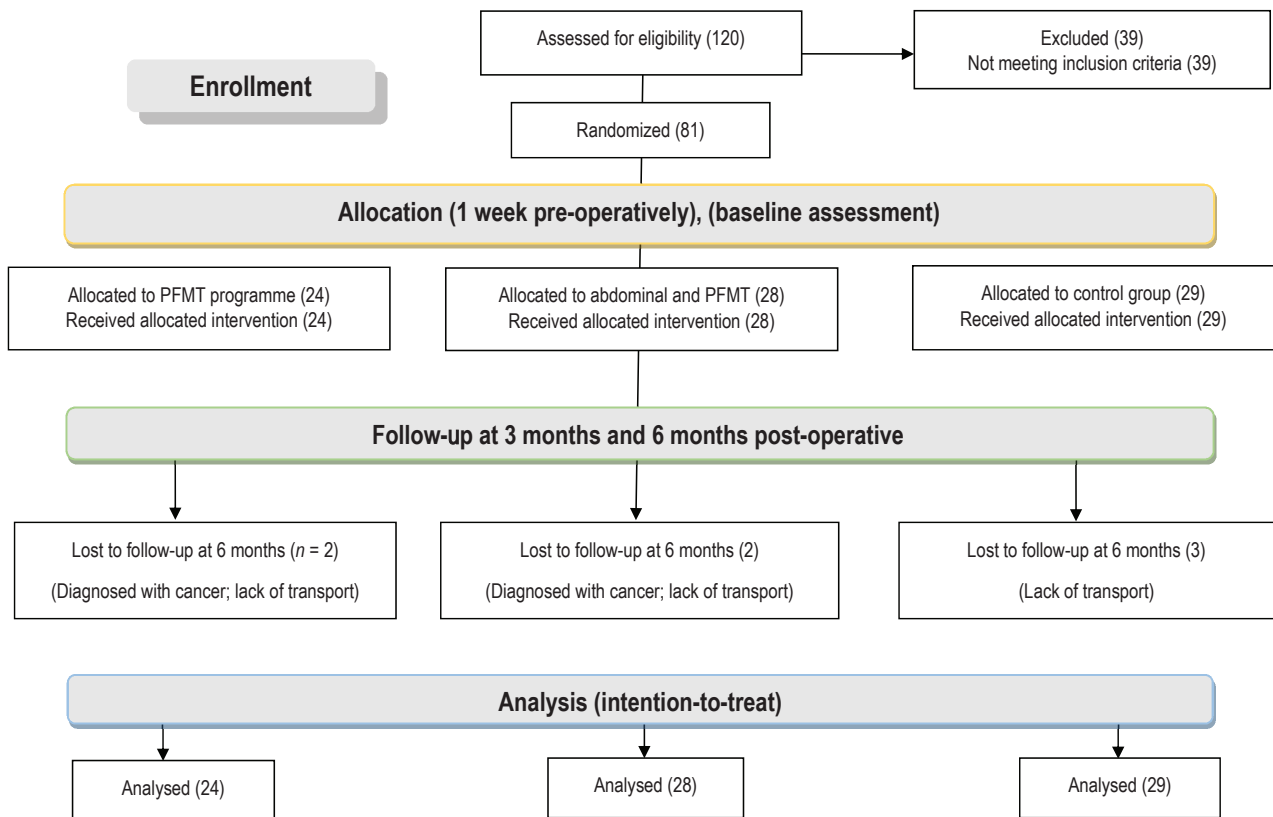 Assessed for eligibility (120)
Excluded (39)
Not meeting inclusion criteria (39)
Enrollment
Randomized (81)
Allocation (1 week pre-operatively), (baseline assessment)
Allocated to PFMT programme (24)
Received allocated intervention (24)
Allocated to abdominal and PFMT (28)
Received allocated intervention (28)
Allocated to control group (29)
Received allocated intervention (29)
Follow-up at 3 months and 6 months post-operative
Lost to follow-up at 6 months (n = 2)
(Diagnosed with cancer; lack of transport)
Lost to follow-up at 6 months (2)
(Diagnosed with cancer; lack of transport)
Lost to follow-up at 6 months (3)
(Lack of transport)
Analysis (intention-to-treat)
Analysed (24)
Analysed (28)
Analysed (29)